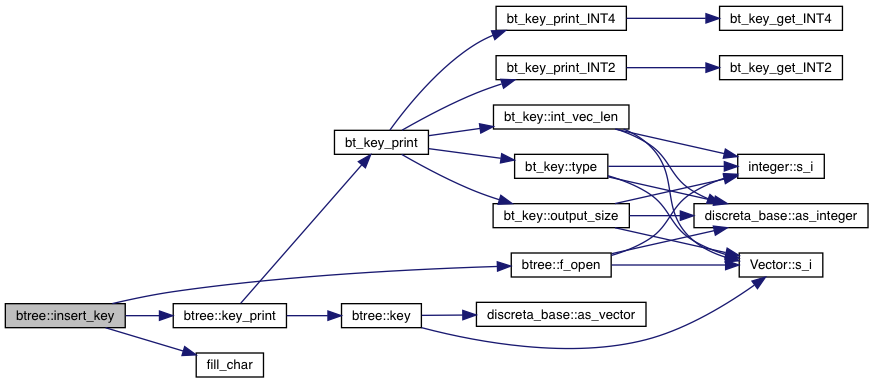 bt_key_print_INT4
bt_key_get_INT4
bt_key_print_INT2
bt_key_get_INT2
bt_key::int_vec_len
bt_key_print
bt_key::type
integer::s_i
bt_key::output_size
discreta_base::as_integer
btree::f_open
Vector::s_i
btree::insert_key
btree::key_print
btree::key
discreta_base::as_vector
fill_char